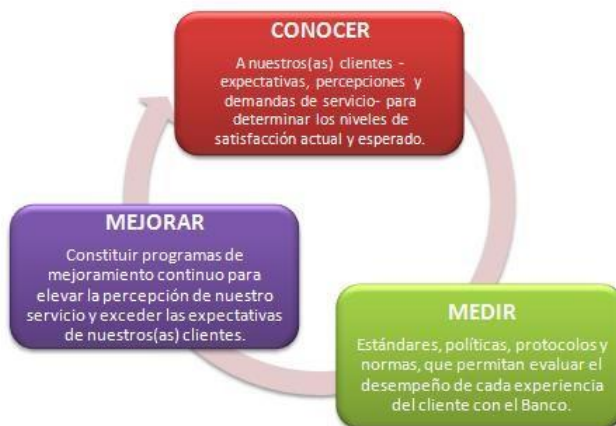 CONOCER
A nuestros(as) clientes -
expectativas, percepciones y
demandas de servicio- para
determinar los niveles de
satisfacción actual y esperado.
MEJORAR
Constituir programas de
mejoramiento continuo para
elevar la percepción de nuestro
servicio y exceder las expectativas
de nuestros(as) clientes.
MEDIR
Estándares, políticas, protocolos y
normas, que permitan evaluar el
desempeño de cada experiencia
del cliente con el Banco.